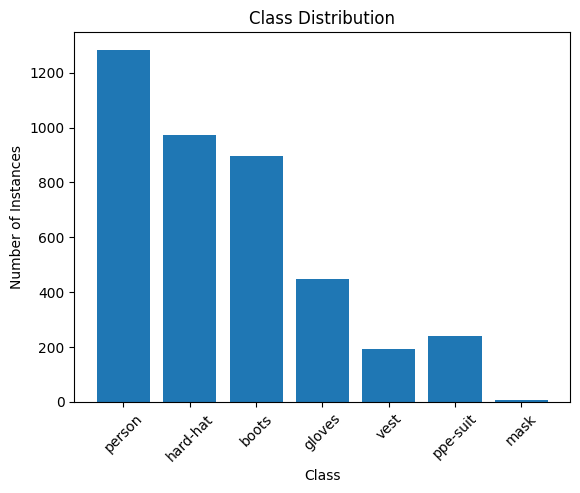 Class Distribution
Number of Instances
1200
1000
800
600
400
200
0
person
hard-hat
boots
gloves
vest
ppe-suit
mask
Class